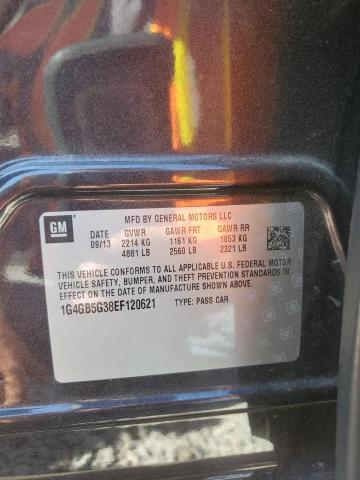 GM
MFD BY GENERAL MOTORS LLC
DATE GVWR GAWR FRT GAWR RR
09/13 2214 KG 1161 KG 1053 KG
4881 LB 2560 LB 2321 LB
THIS VEHICLE CONFORMS TO ALL APPLICABLE U.S. FEDERAL MOTOR
VEHICLE SAFETY, BUMPER, AND THEFT PREVENTION STANDARDS
IN EFFECT ON THE DATE OF MANUFACTURE SHOWN ABOVE.
1G4GB5G38EF120621 TYPE: PASS CAR